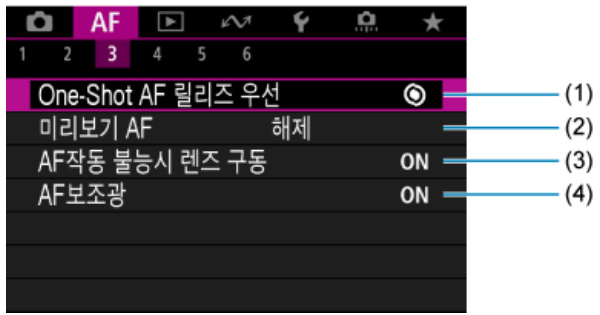 AF
1 2 3 4 5 6
One-Shot AF 릴리즈 우선 (1)
미리보기 AF 해제 (2)
AF작동 불능시 렌즈 구동 ON (3)
AF보조광 ON (4)